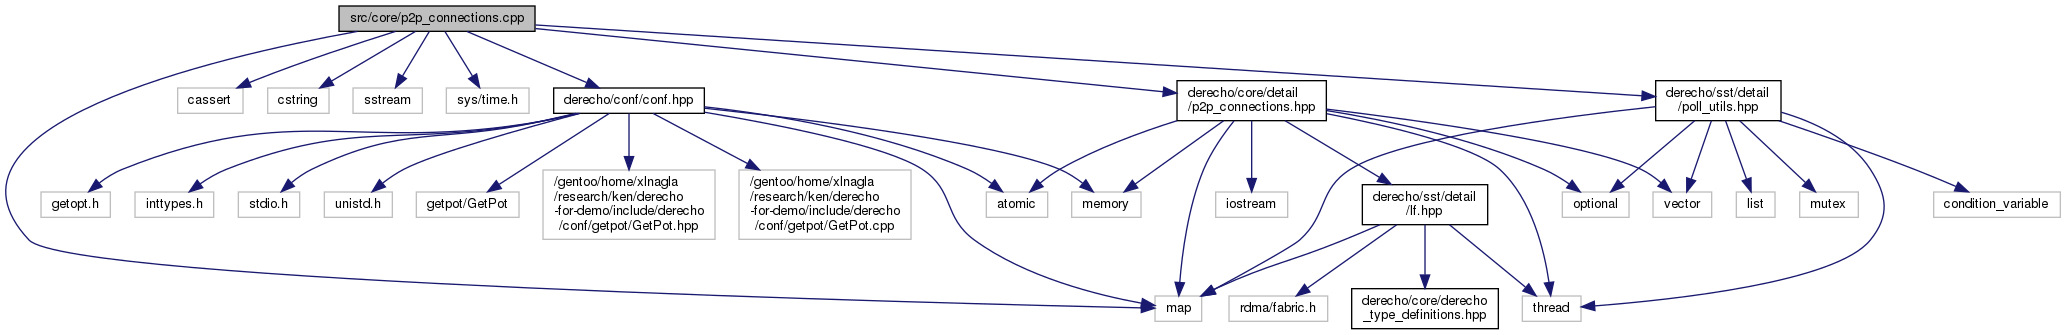 src/core/p2p_connections.cpp
cassert
cstring
sstream
sys/time.h
derecho/conf/conf.hpp
derecho/core/detail
/p2p_connections.hpp
derecho/sst/detail
/poll_utils.hpp
getopt.h
inttypes.h
stdio.h
unistd.h
getpot/GetPot
/gentoo/home/xlnagla
/research/ken/derecho
-for-demo/include/derecho
/conf/getpot/GetPot.hpp
/gentoo/home/xlnagla
/research/ken/derecho
-for-demo/include/derecho
/conf/getpot/GetPot.cpp
atomic
memory
iostream
derecho/sst/detail
/lf.hpp
optional
vector
list
mutex
condition_variable
map
rdma/fabric.h
derecho/core/derecho
_type_definitions.hpp
thread